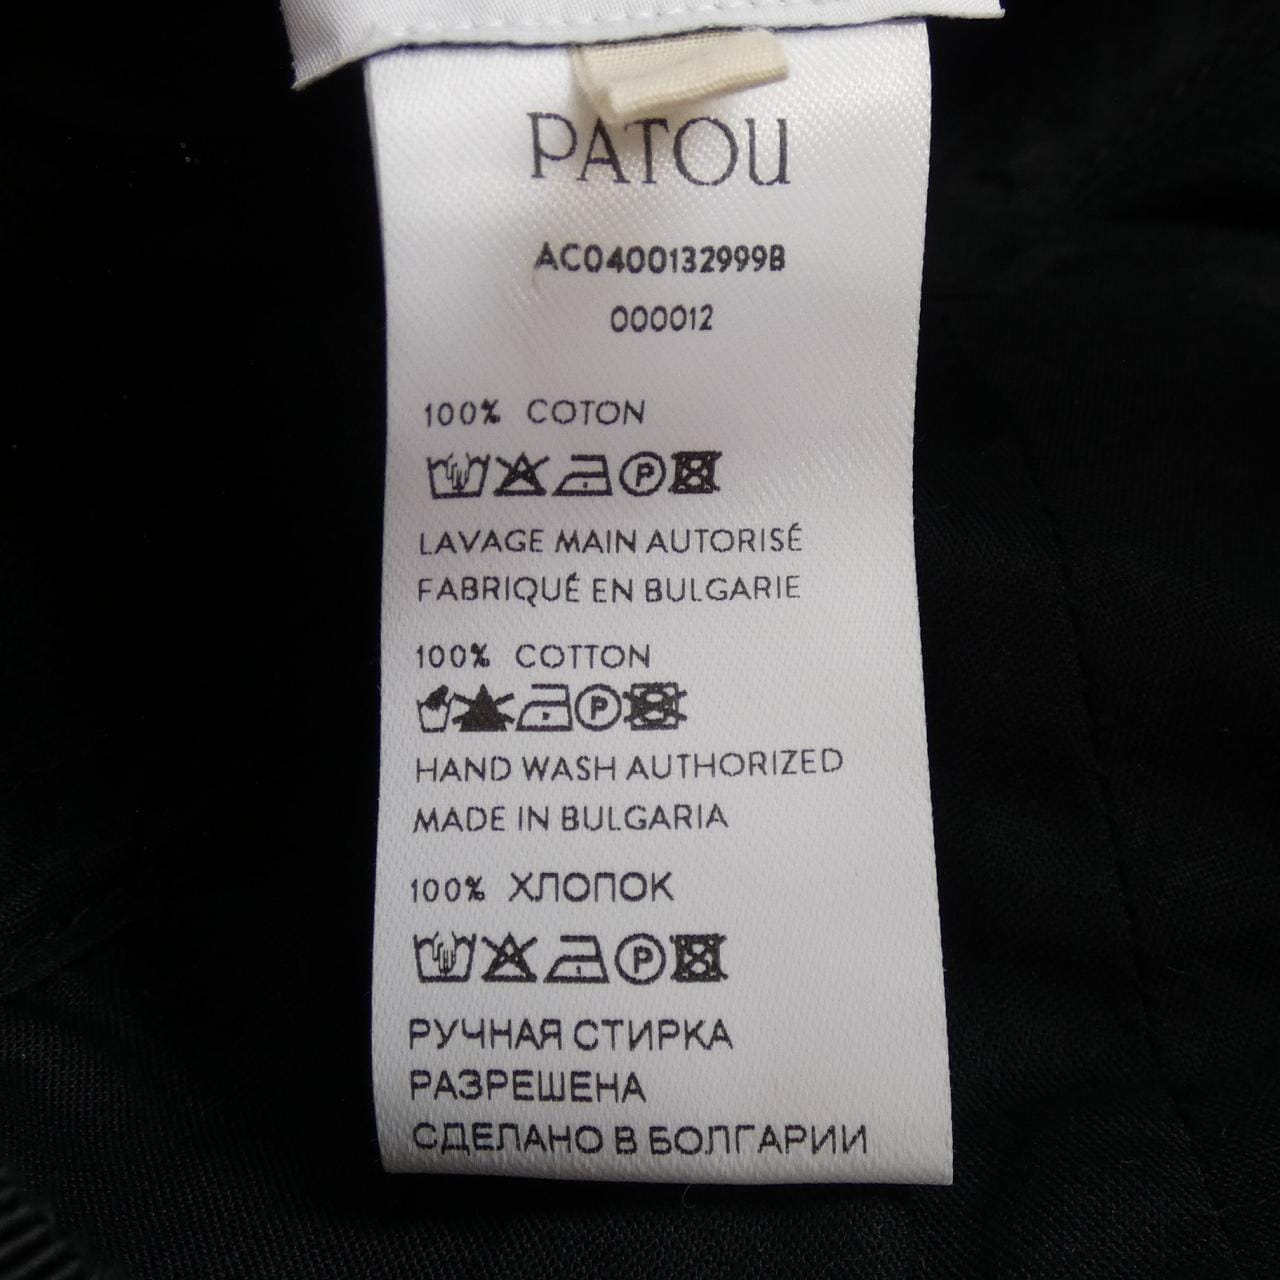 PATOU
AC0400132999B
000012
100% COTON
P
LAVAGE MAIN AUTORISÉ
FABRIQUÉ EN BULGARIE
100% COTTON
P
HAND WASH AUTHORIZED
MADE IN BULGARIA
100% ХЛОПОК
P
РУЧНАЯ СТИРКА
РАЗРЕШЕНА
СДЕЛАНО В БОЛГАРИИ